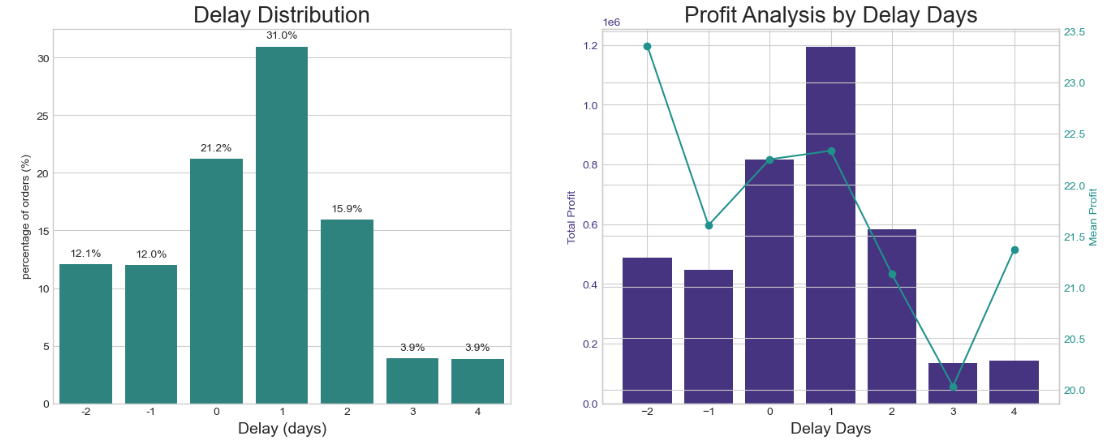 Delay Distribution
31.0%
21.2%
15.9%
12.1%
12.0%
3.9%
3.9%
30
25
20
15
10
5
0
percentage of orders (%)
-2 -1 0 1 2 3 4
Delay (days)
Profit Analysis by Delay Days
1e6
1.2
1.0
0.8
0.6
0.4
0.2
0.0
Total Profit
23.5
23.0
22.5
22.0
21.5
21.0
20.5
20.0
Mean Profit
−2 −1 0 1 2 3 4
Delay Days